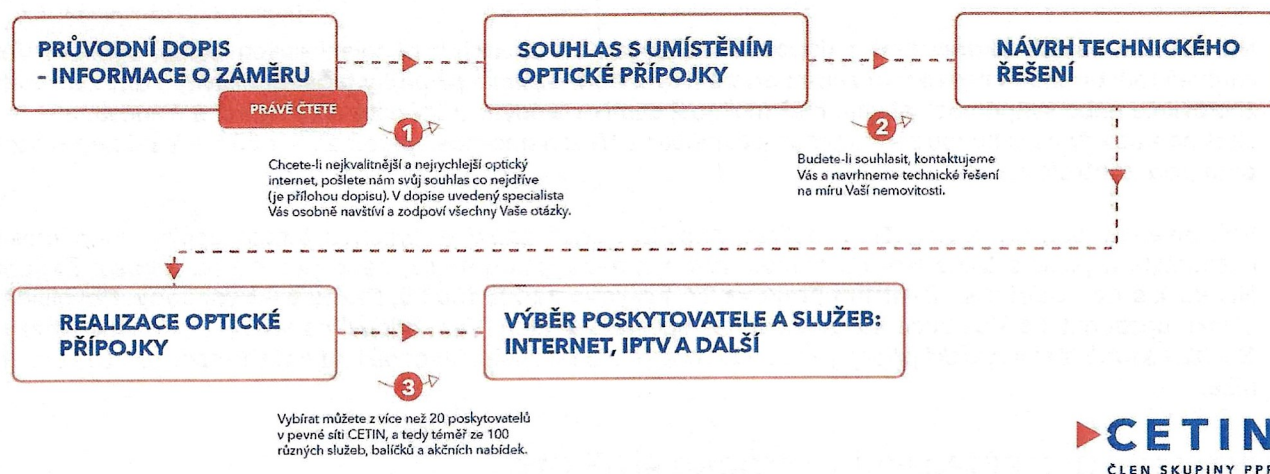 PRŮVODNÍ DOPIS
– INFORMACE O ZÁMĚRU
PRÁVĚ ČTETE
SOUHLAS S UMÍSTĚNÍM
OPTICKÉ PŘÍPOJKY
NÁVRH TECHNICKÉHO
ŘEŠENÍ
1
Chcete-li nejkvalitnější a nejrychlejší optický
internet, pošlete nám svůj souhlas co nejdříve
(je přílohou dopisu). V dopise uvedený specialista
Vás osobně navštíví a zodpoví všechny Vaše otázky.
2
Budete-li souhlasit, kontaktujeme
Vás a navrhneme technické řešení
na míru Vaší nemovitosti.
REALIZACE OPTICKÉ
PŘÍPOJKY
VÝBĚR POSKYTOVATELE A SLUŽEB:
INTERNET, IPTV A DALŠÍ
3
Vybírat můžete z více než 20 poskytovatelů
v pevné síti CETIN, a tedy téměř ze 100
různých služeb, balíčků a akčních nabídek.
CETIN
ČLEN SKUPINY PPF